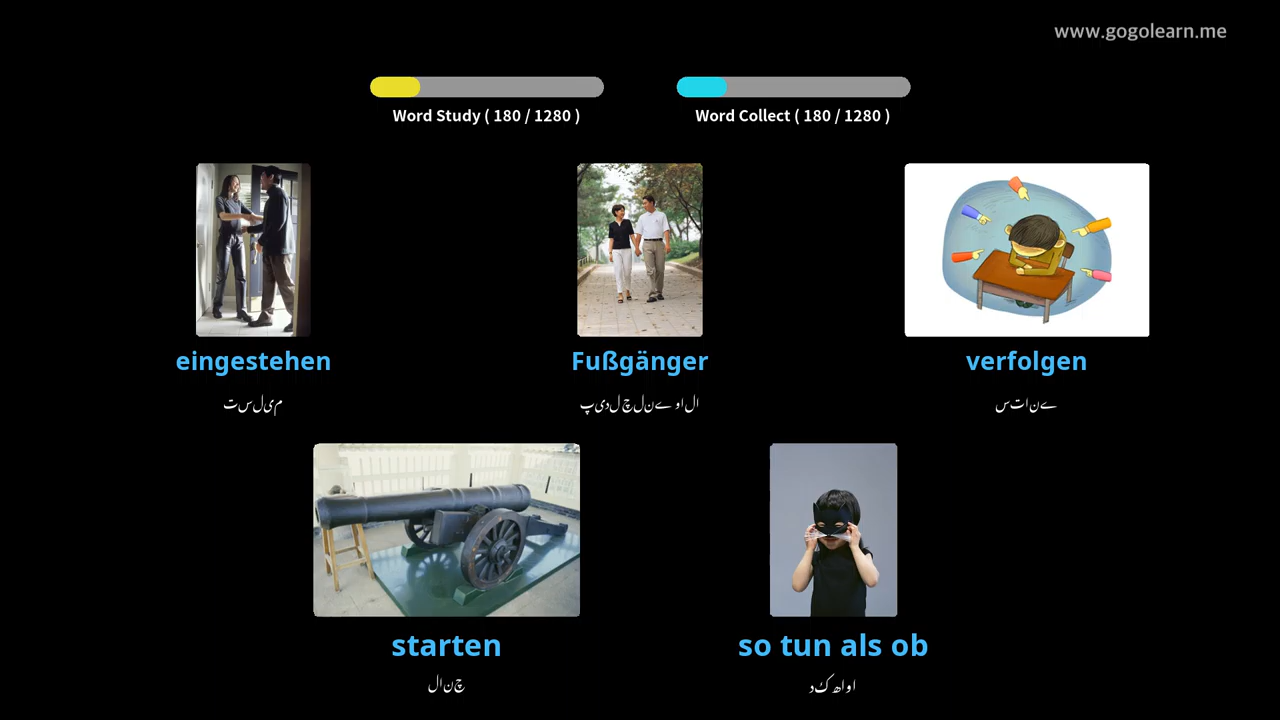 www.gogolearn.me
Word Study ( 180 / 1280 )
Word Collect ( 180 / 1280 )
eingestehen
Fußgänger
verfolgen
تسلیم
پیدل چلنے والا
ستانے
starten
so tun als ob
لانچ
دکھاوا